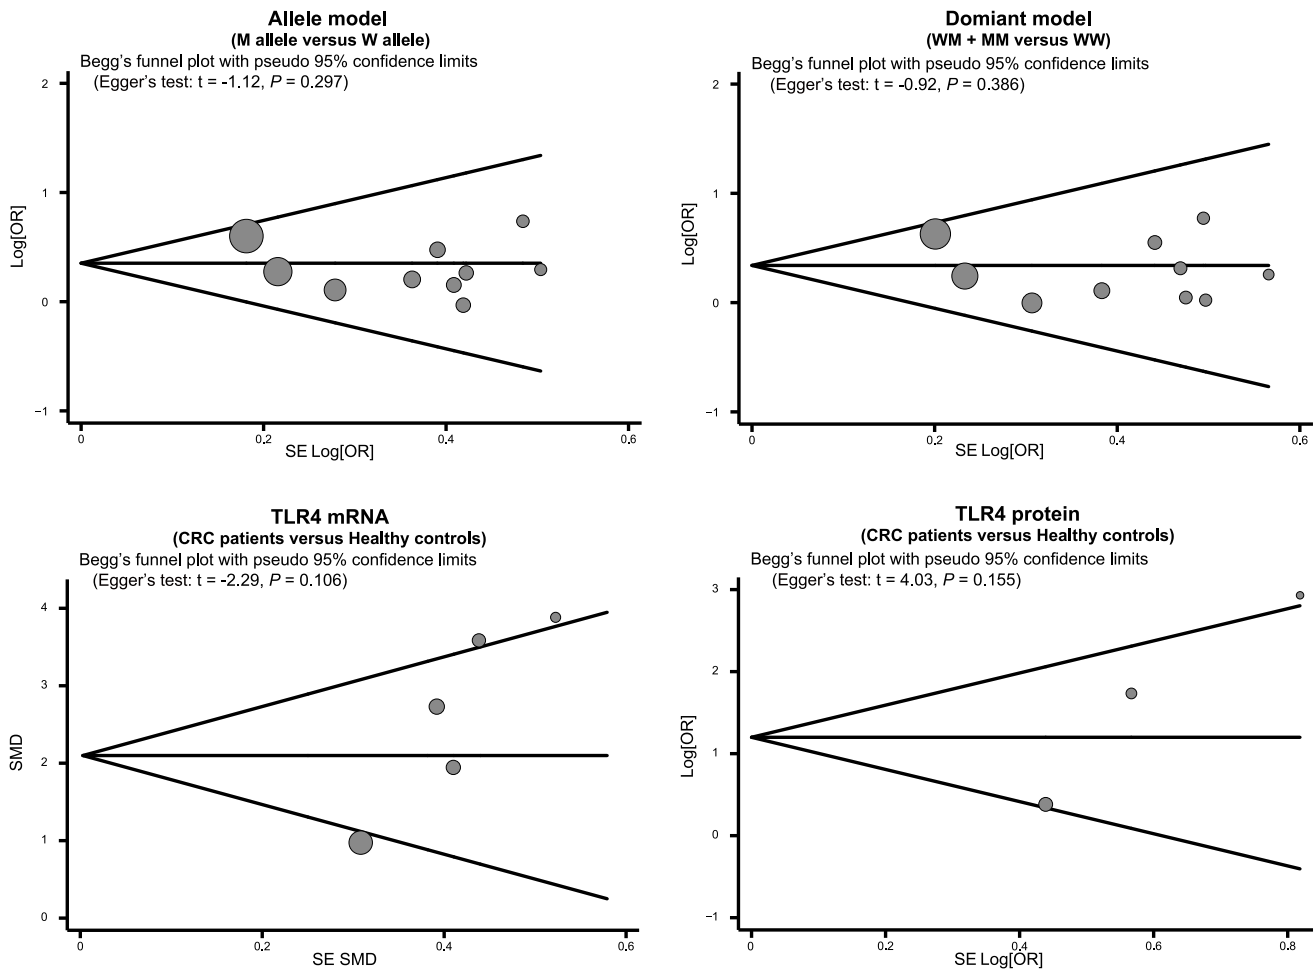 Allele model
(M allele versus W allele)
Begg's funnel plot with pseudo 95% confidence limits
(Egger's test: t = -1.12, P = 0.297)
2
1
0
−1
Log[OR]
0
0.2
0.4
0.6
SE Log[OR]
Domiant model
(WM + MM versus WW)
Begg's funnel plot with pseudo 95% confidence limits
(Egger's test: t = -0.92, P = 0.386)
2
1
0
−1
Log[OR]
0
0.2
0.4
0.6
SE Log[OR]
TLR4 mRNA
(CRC patients versus Healthy controls)
Begg's funnel plot with pseudo 95% confidence limits
(Egger's test: t = -2.29, P = 0.106)
4
3
2
1
0
SMD
0
0.2
0.4
0.6
SE SMD
TLR4 protein
(CRC patients versus Healthy controls)
Begg's funnel plot with pseudo 95% confidence limits
(Egger's test: t = 4.03, P = 0.155)
3
2
1
0
−1
Log[OR]
0
0.2
0.4
0.6
0.8
SE Log[OR]